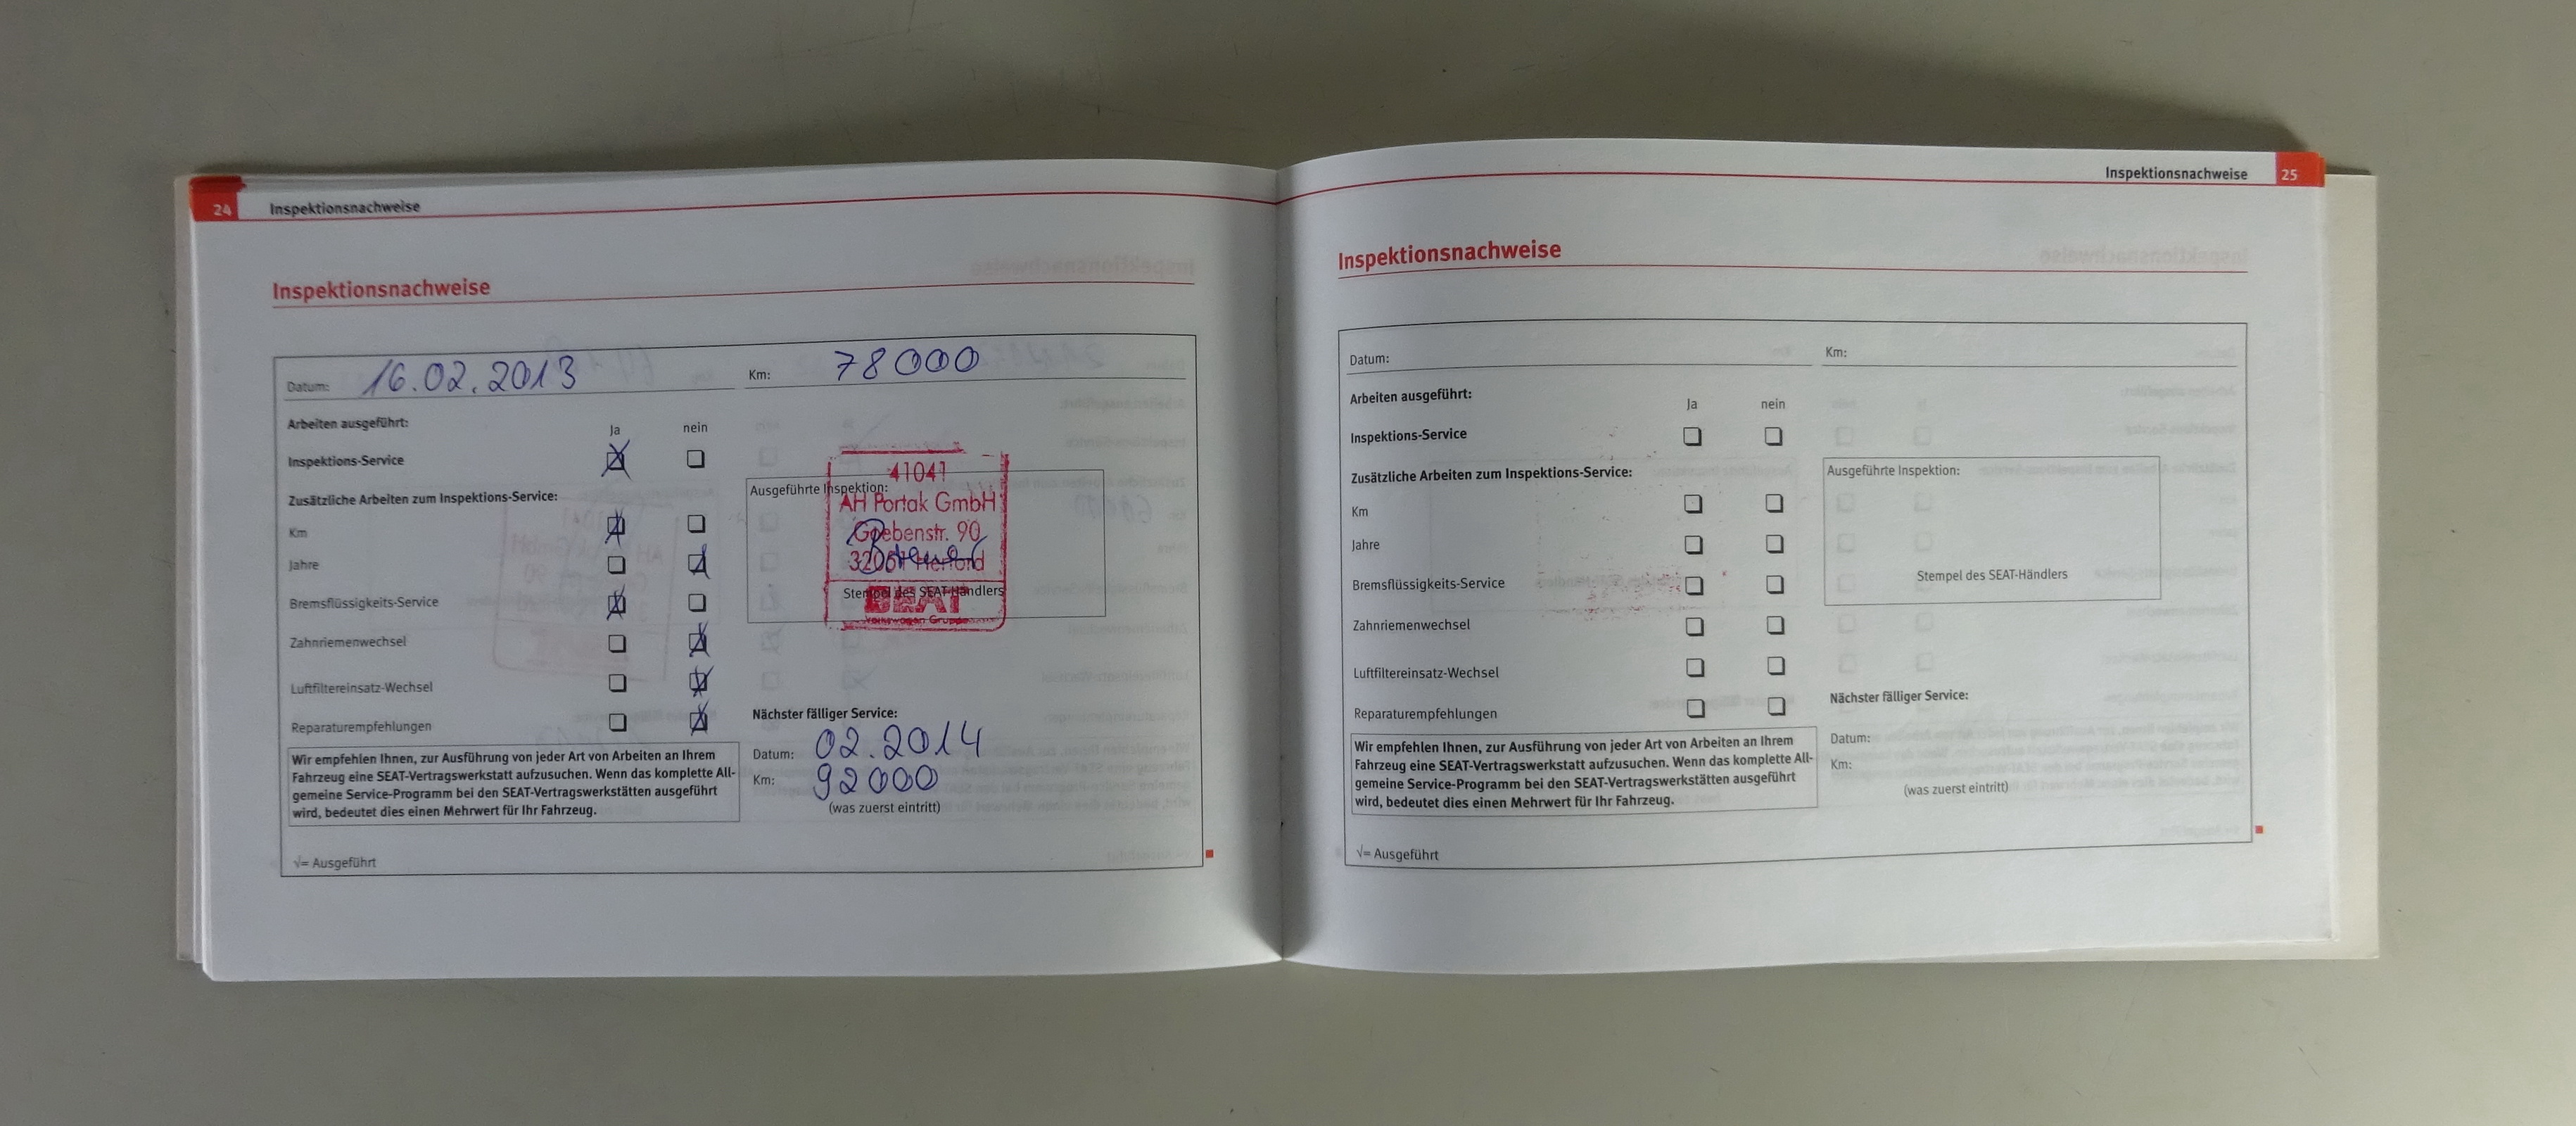 24 Inspektionsnachweise
Inspektionsnachweise
Datum: 16.02.2013 Km: 78000
Arbeiten ausgeführt:
Ja nein
Inspektions-Service
Zusätzliche Arbeiten zum Inspektions-Service:
Km
Jahre
Bremsflüssigkeits-Service
Zahnriemenwechsel
Luftfiltereinsatz-Wechsel
Reparaturempfehlungen
Wir empfehlen Ihnen, zur Ausführung von jeder Art von Arbeiten an Ihrem
Fahrzeug eine SEAT-Vertragswerkstatt aufzusuchen. Wenn das komplette All-
gemeine Service-Programm bei den SEAT-Vertragswerkstätten ausgeführt
wird, bedeutet dies einen Mehrwert für Ihr Fahrzeug.
√= Ausgeführt
Ausgeführte Inspektion:
41041
AH Portak GmbH
Goebenstr. 90
32051 Herford
Stempel des SEAT-Händlers
SEAT
Volkswagen Gruppe
Nächster fälliger Service:
Datum: 02.2014
Km: 92000
(was zuerst eintritt)
Inspektionsnachweise 25
Inspektionsnachweise
Datum: Km:
Arbeiten ausgeführt:
Ja nein
Inspektions-Service
Zusätzliche Arbeiten zum Inspektions-Service:
Km
Jahre
Bremsflüssigkeits-Service
Zahnriemenwechsel
Luftfiltereinsatz-Wechsel
Reparaturempfehlungen
Wir empfehlen Ihnen, zur Ausführung von jeder Art von Arbeiten an Ihrem
Fahrzeug eine SEAT-Vertragswerkstatt aufzusuchen. Wenn das komplette All-
gemeine Service-Programm bei den SEAT-Vertragswerkstätten ausgeführt
wird, bedeutet dies einen Mehrwert für Ihr Fahrzeug.
√= Ausgeführt
Ausgeführte Inspektion:
Stempel des SEAT-Händlers
Nächster fälliger Service:
Datum:
Km:
(was zuerst eintritt)